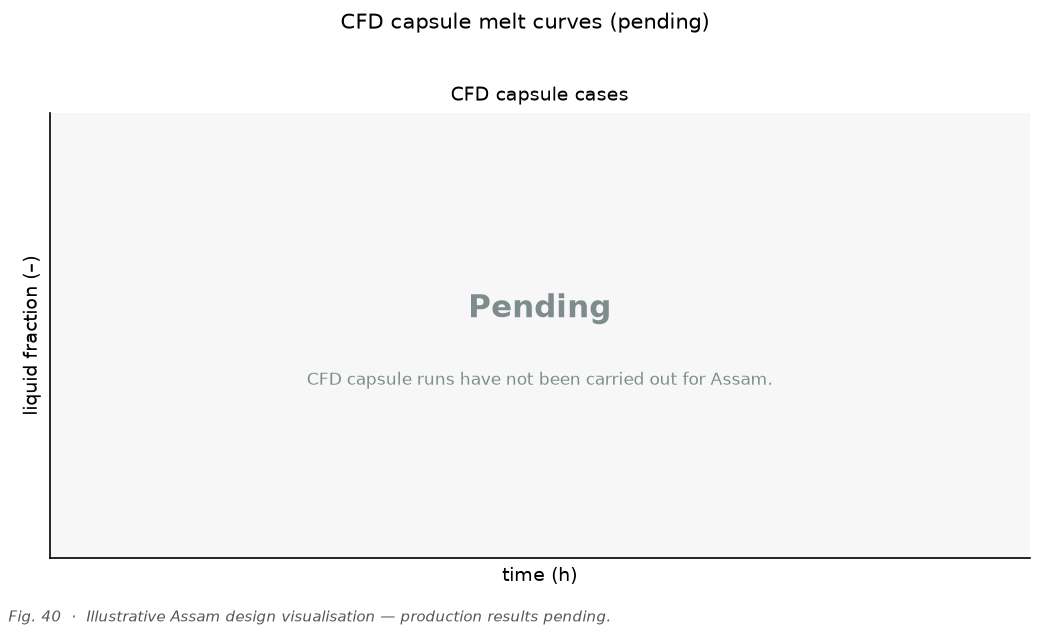 CFD capsule melt curves (pending)
CFD capsule cases
liquid fraction (–)
Pending
CFD capsule runs have not been carried out for Assam.
time (h)
Fig. 40 · Illustrative Assam design visualisation — production results pending.